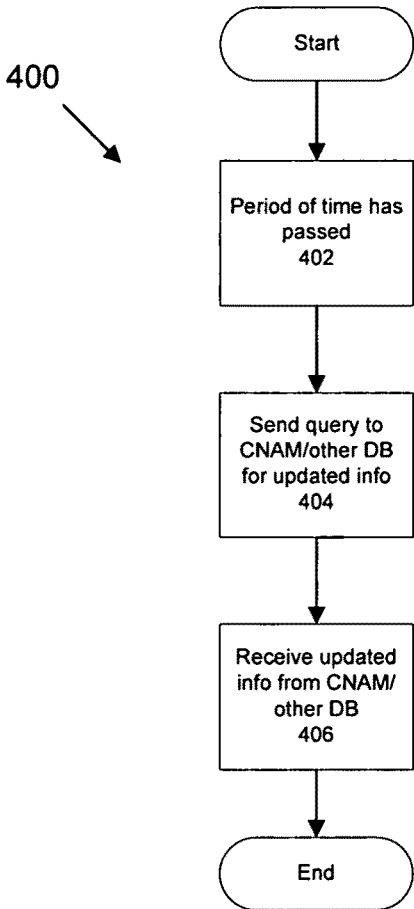 Start
400
Period of time has
passed
402
Send query to
CNAM/other DB
for updated info
404
Receive updated
info from CNAM/
other DB
406
End